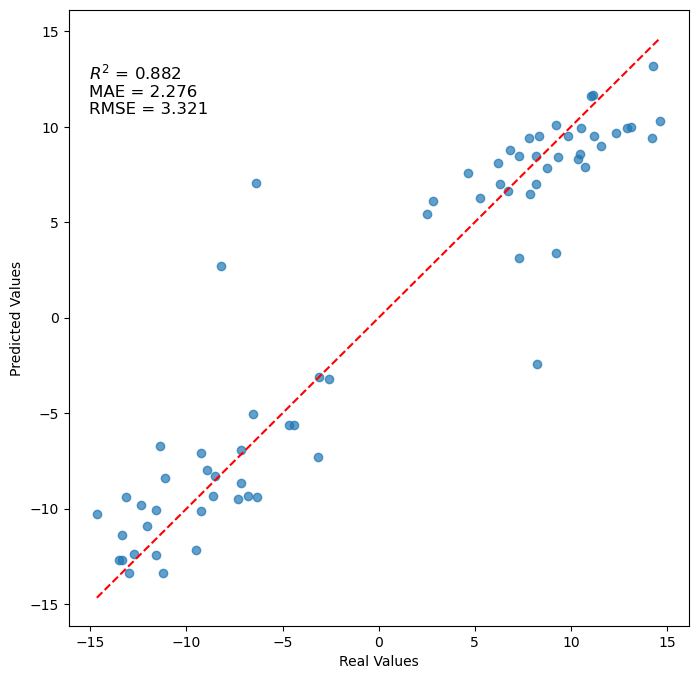 R² = 0.882
MAE = 2.276
RMSE = 3.321
15
10
5
0
−5
−10
−15
Predicted Values
−15 −10 −5 0 5 10 15
Real Values